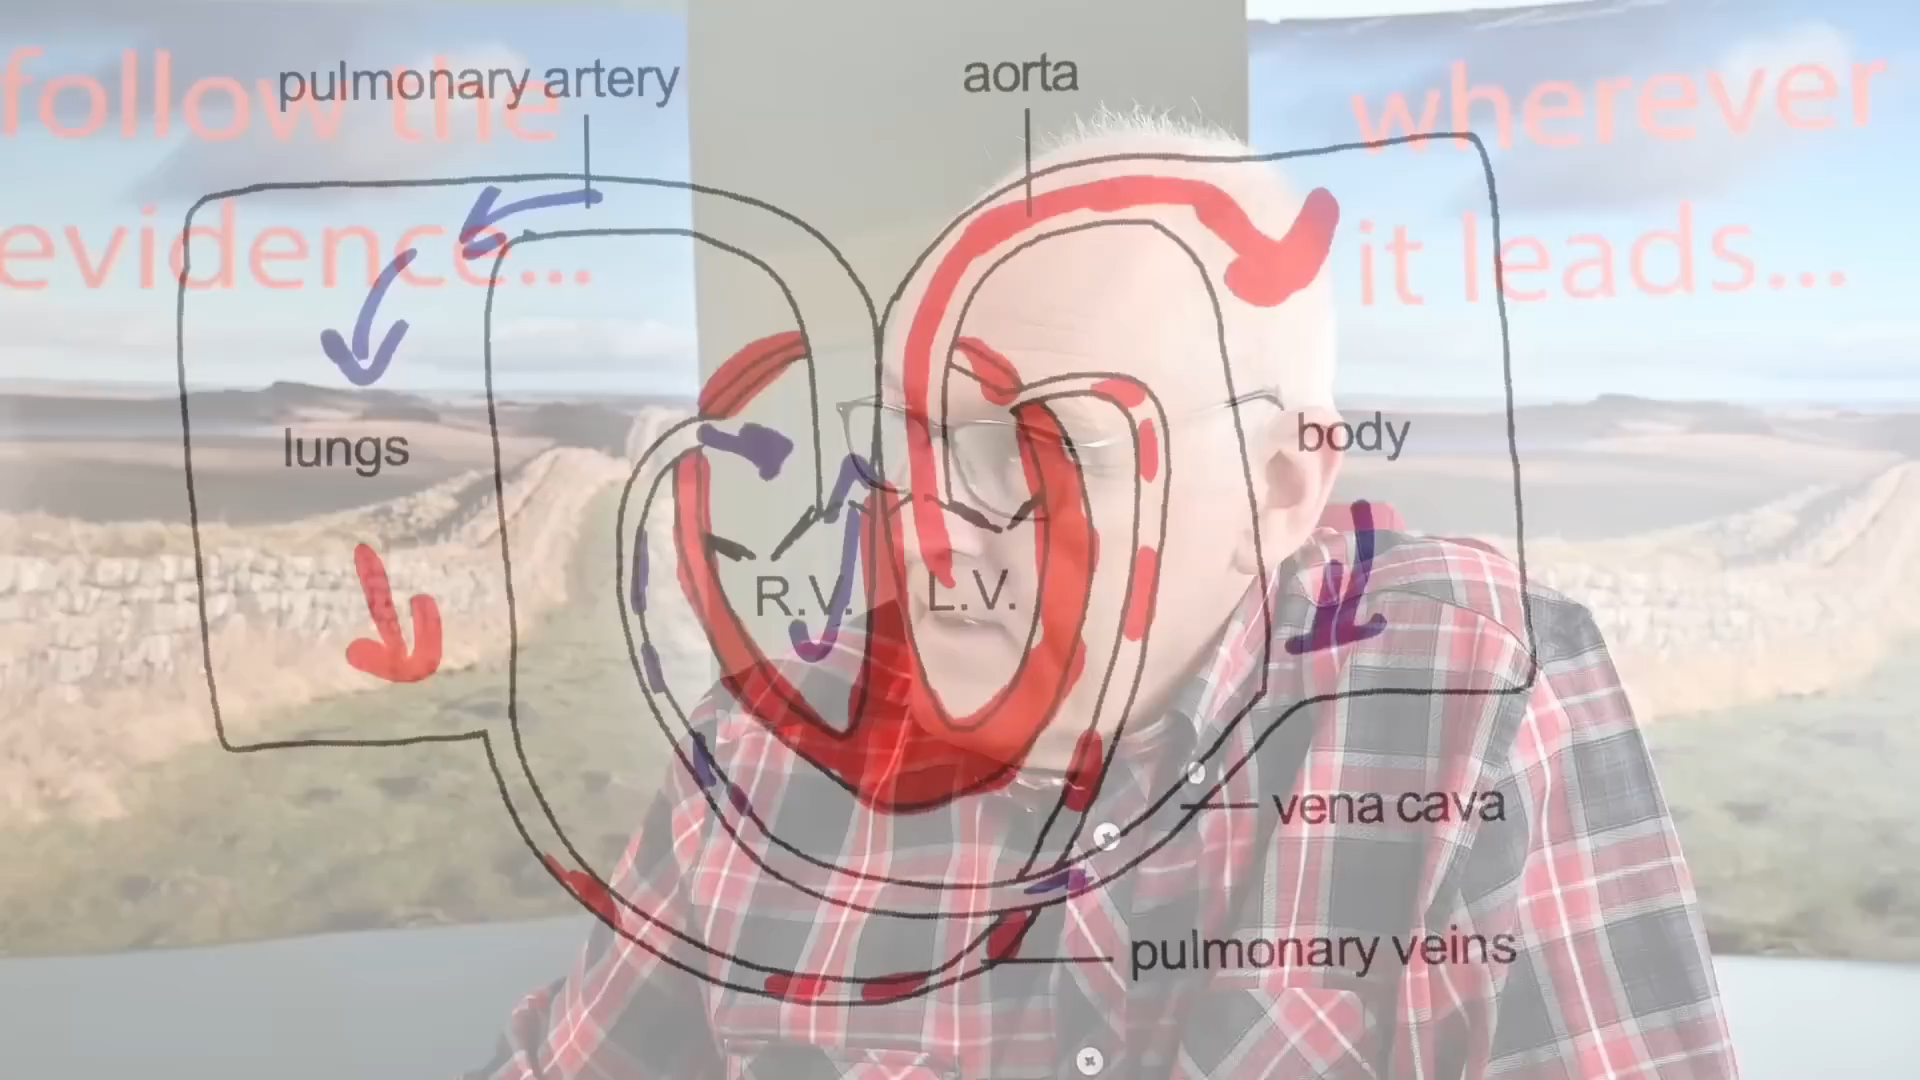 follow the
evidence...
wherever
it leads...
pulmonary artery
aorta
lungs
body
R.V.
L.V.
vena cava
pulmonary veins